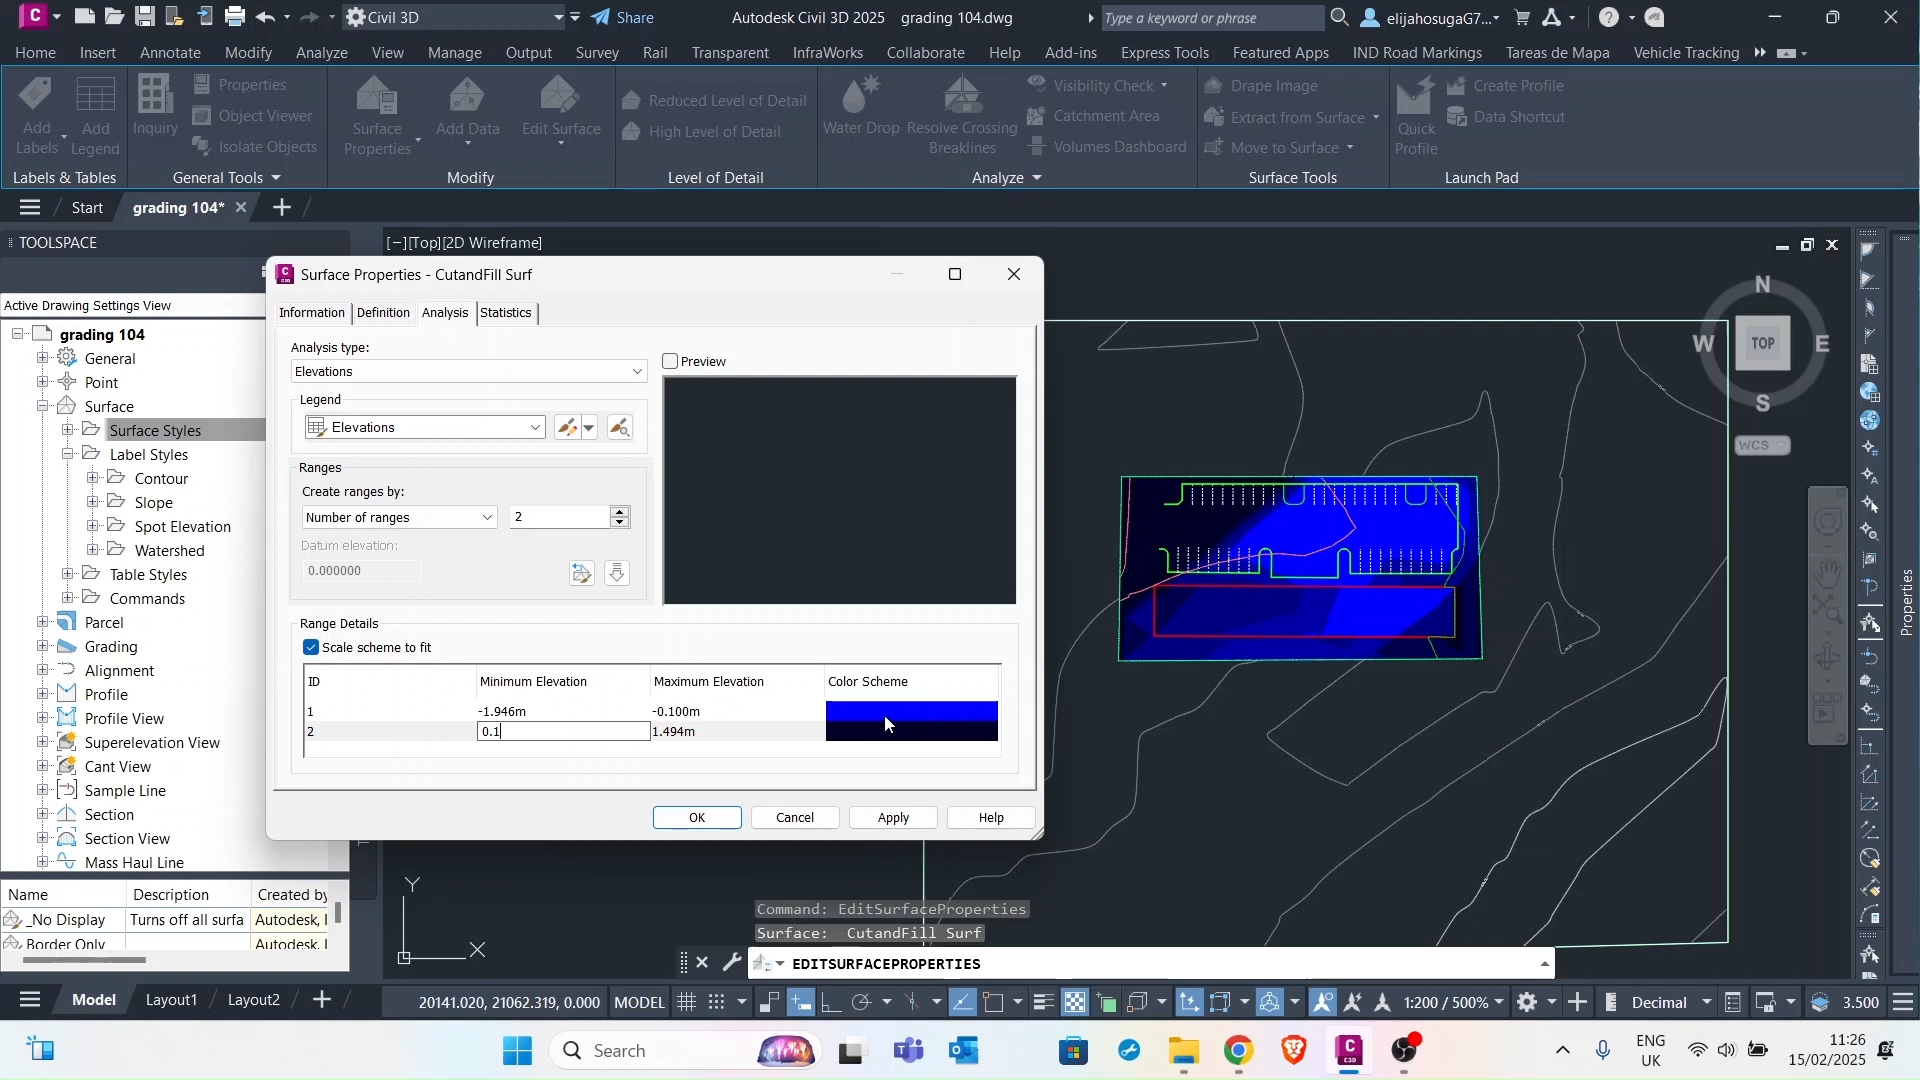 Civil 3D
Share
Autodesk Civil 3D 2025 grading 104.dwg
Type a keyword or phrase
elijahosugaG7...
Home Insert Annotate Modify Analyze View Manage Output Survey Rail Transparent InfraWorks Collaborate Help Add-ins Express Tools Featured Apps IND Road Markings Tareas de Mapa Vehicle Tracking
Add Labels
Add Legend
Labels & Tables
Inquiry
Properties
Object Viewer
Isolate Objects
General Tools
Surface Properties
Add Data
Edit Surface
Modify
Reduced Level of Detail
High Level of Detail
Level of Detail
Water Drop
Resolve Crossing Breaklines
Visibility Check
Catchment Area
Volumes Dashboard
Analyze
Drape Image
Extract from Surface
Move to Surface
Surface Tools
Quick Profile
Create Profile
Data Shortcut
Launch Pad
Start
grading 104*
TOOLSPACE
Active Drawing Settings View
grading 104
General
Point
Surface
Surface Styles
Label Styles
Contour
Slope
Spot Elevation
Watershed
Table Styles
Commands
Parcel
Grading
Alignment
Profile
Profile View
Superelevation View
Cant View
Sample Line
Section
Section View
Mass Haul Line
Name Description Created by
_No Display Turns off all surfa Autodesk, I
Border Only Autodesk, I
[−][Top][2D Wireframe]
Surface Properties - CutandFill Surf
Information Definition Analysis Statistics
Analysis type:
Elevations
Preview
Legend
Elevations
Ranges
Create ranges by:
Number of ranges 2
Datum elevation:
0.000000
Range Details
Scale scheme to fit
ID Minimum Elevation Maximum Elevation Color Scheme
1 -1.946m -0.100m
2 0.1 1.494m
OK Cancel Apply Help
N
W TOP E
S
WCS
Properties
Y
X
Command: EditSurfaceProperties
Surface: CutandFill Surf
EDITSURFACEPROPERTIES
Model Layout1 Layout2
20141.020, 21062.319, 0.000 MODEL
1:200 / 500%
Decimal
3.500
Search
ENG
UK
11:26
15/02/2025